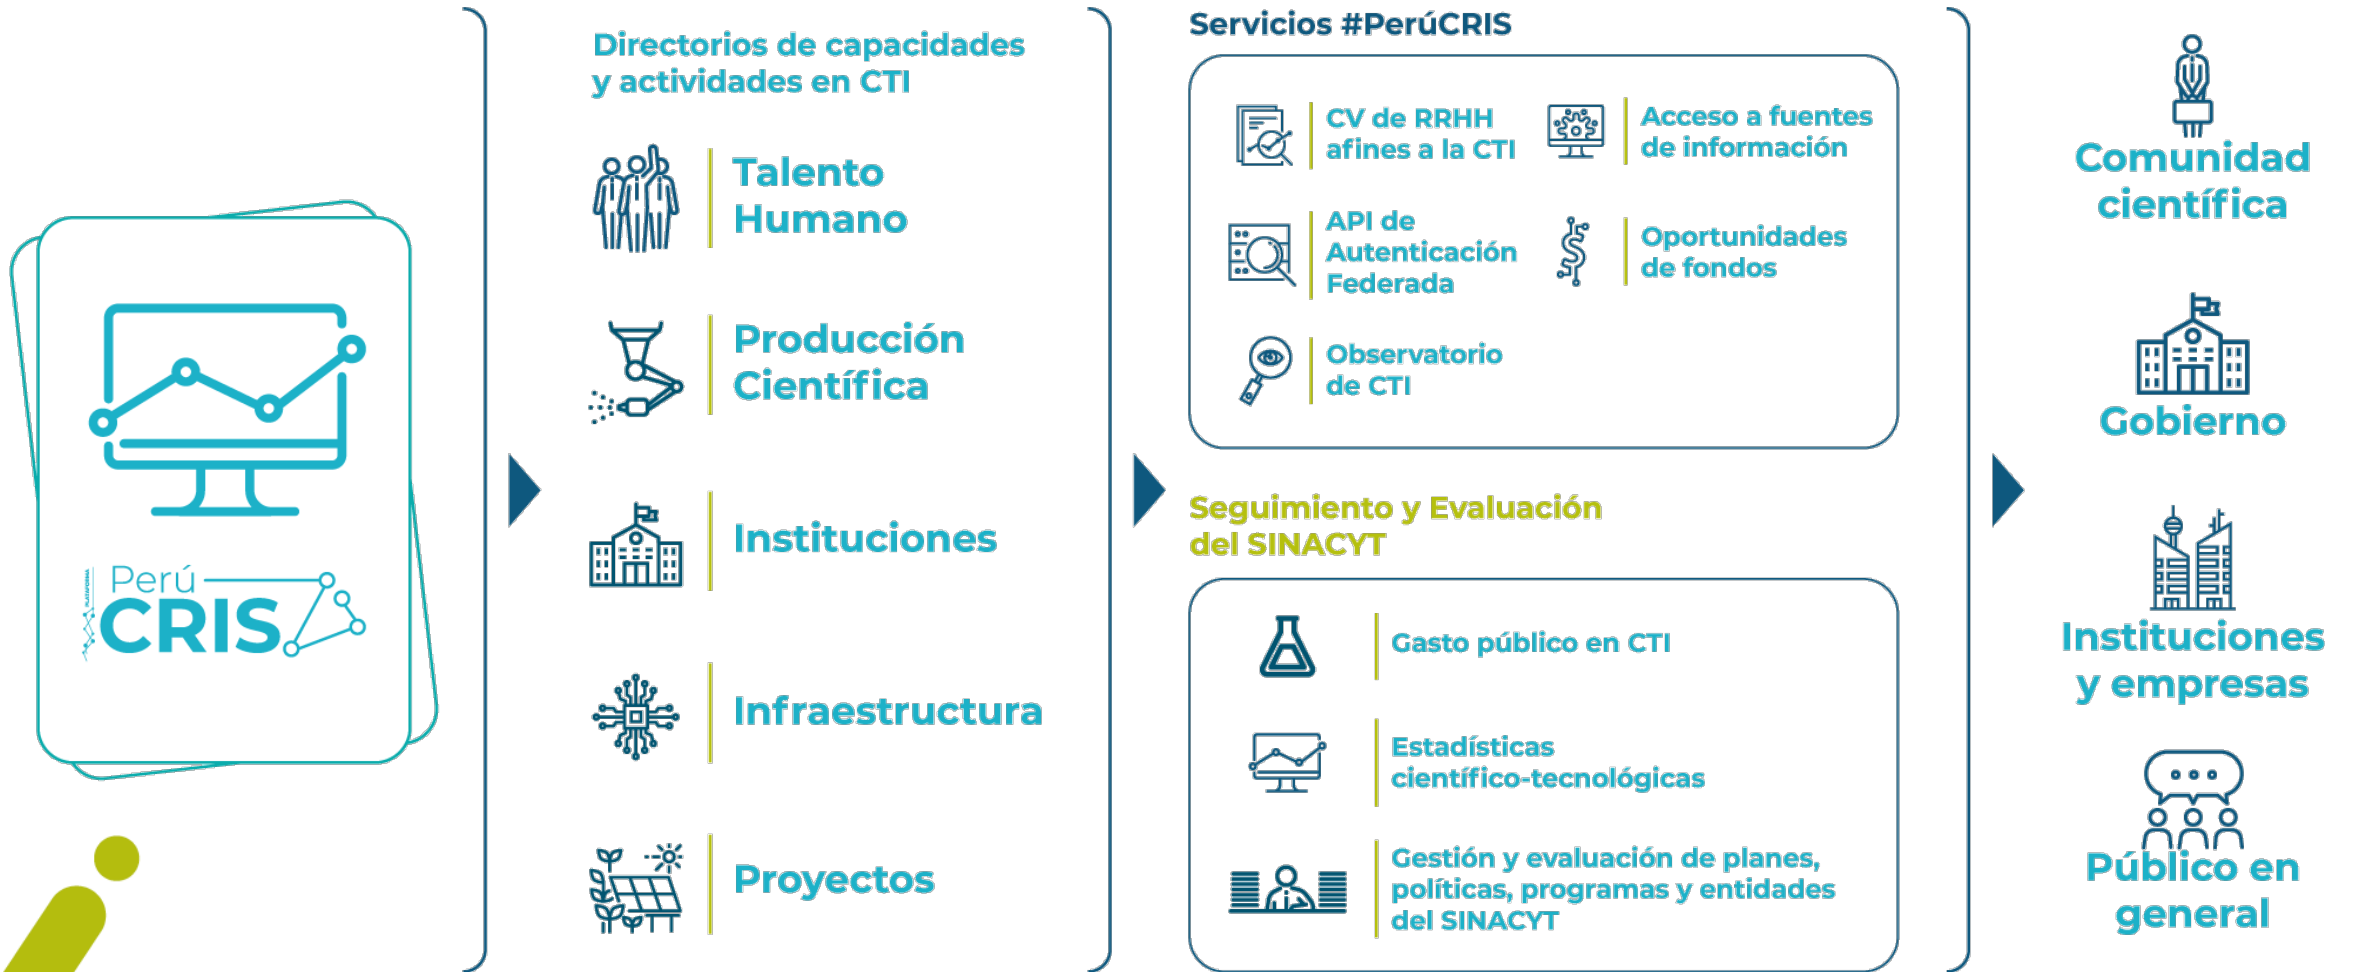 PLATAFORMA
Perú
CRIS
Directorios de capacidades
y actividades en CTI
Talento
Humano
Producción
Científica
Instituciones
Infraestructura
Proyectos
Servicios #PerúCRIS
CV de RRHH
afines a la CTI
Acceso a fuentes
de información
API de
Autenticación
Federada
Oportunidades
de fondos
Observatorio
de CTI
Seguimiento y Evaluación
del SINACYT
Gasto público en CTI
Estadísticas
científico-tecnológicas
Gestión y evaluación de planes,
políticas, programas y entidades
del SINACYT
Comunidad
científica
Gobierno
Instituciones
y empresas
Público en
general